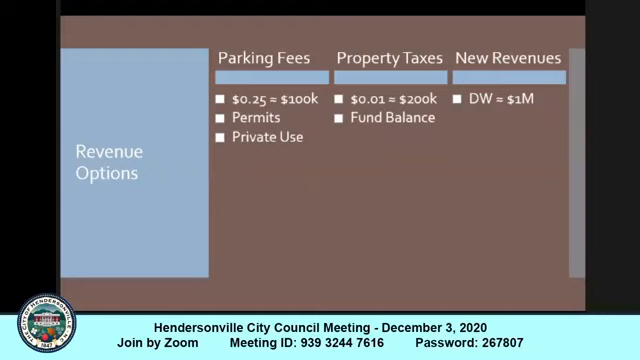 Parking Fees
Property Taxes
New Revenues
$0.25 ≈ $100k
Permits
Private Use
$0.01 ≈ $200k
Fund Balance
DW ≈ $1M
Revenue
Options
1847
Hendersonville City Council Meeting - December 3, 2020
Join by Zoom Meeting ID: 939 3244 7616 Password: 267807